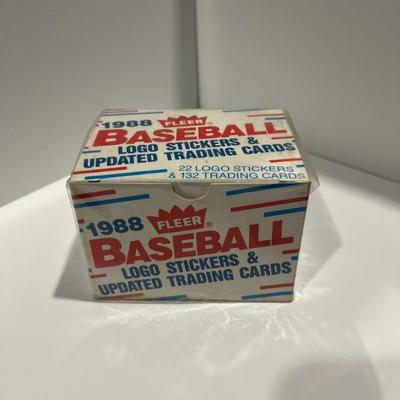 1988 FLEER®
BASEBALL
LOGO STICKERS &
UPDATED TRADING CARDS
22 LOGO STICKERS
& 132 TRADING CARDS
1988 FLEER®
BASEBALL
LOGO STICKERS &
UPDATED TRADING CARDS